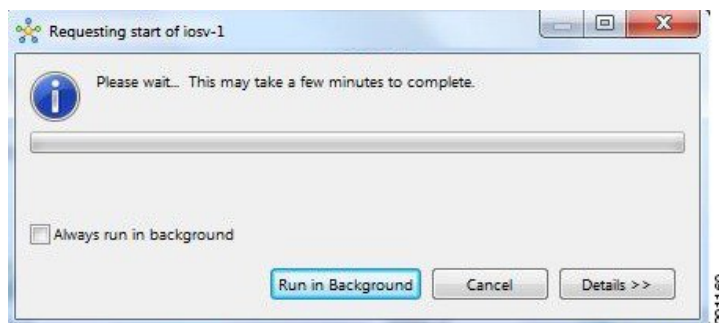 Requesting start of iosv-1
Please wait... This may take a few minutes to complete.
Always run in background
Run in Background
Cancel
Details >>